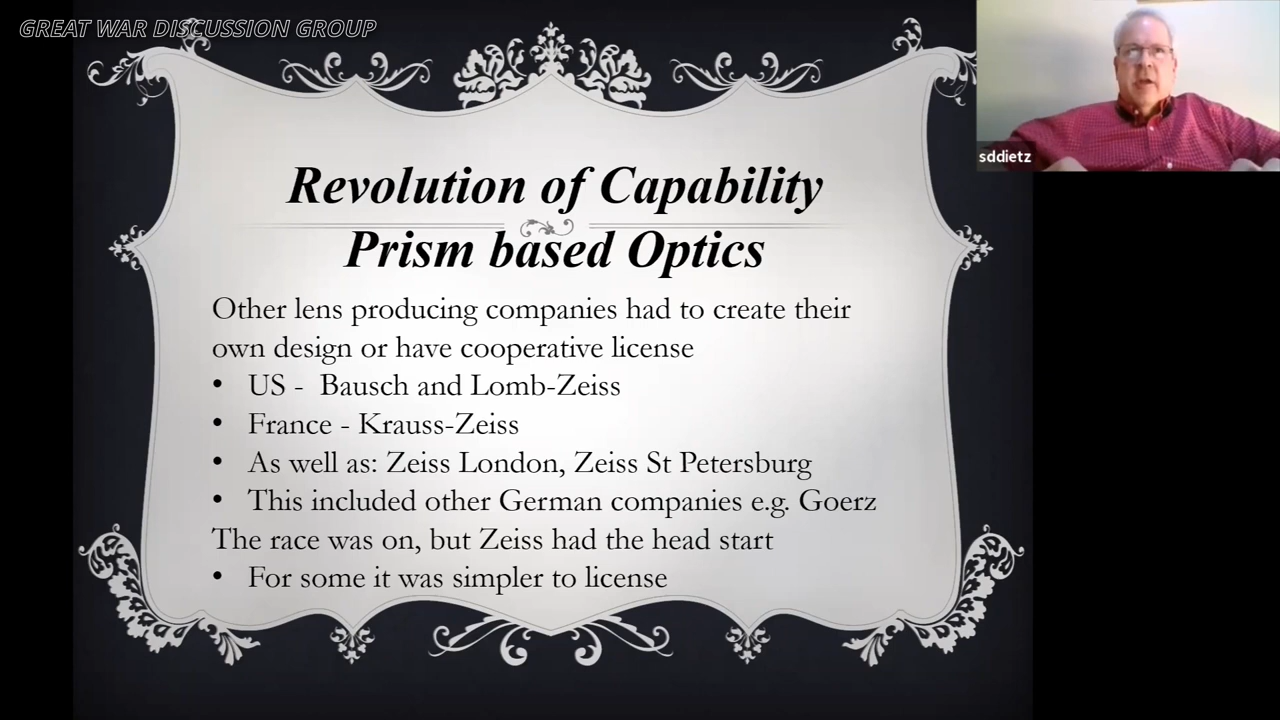 GREAT WAR DISCUSSION GROUP
sddietz
Revolution of Capability
Prism based Optics
Other lens producing companies had to create their
own design or have cooperative license
• US - Bausch and Lomb-Zeiss
• France - Krauss-Zeiss
• As well as: Zeiss London, Zeiss St Petersburg
• This included other German companies e.g. Goerz
The race was on, but Zeiss had the head start
• For some it was simpler to license